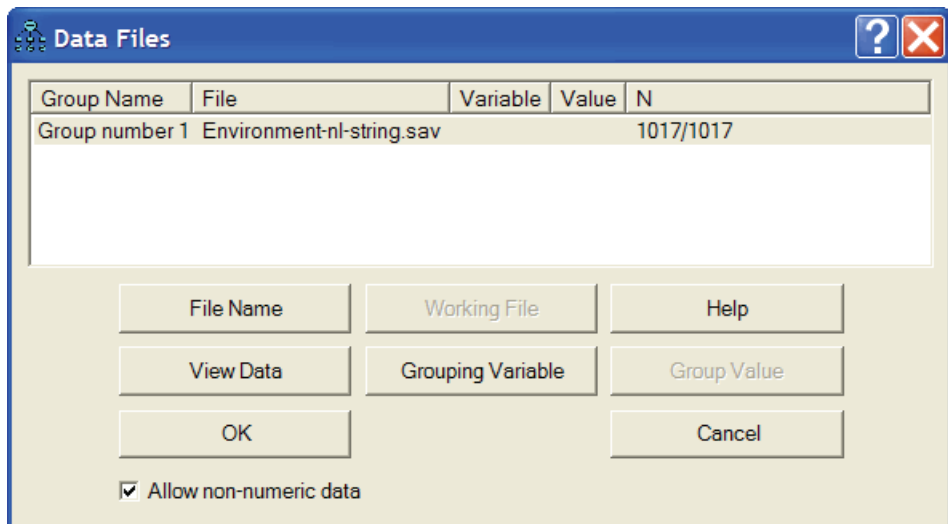 Data Files
Group Name File Variable Value N
Group number 1 Environment-nl-string.sav 1017/1017
File Name Working File Help
View Data Grouping Variable Group Value
OK Cancel
Allow non-numeric data